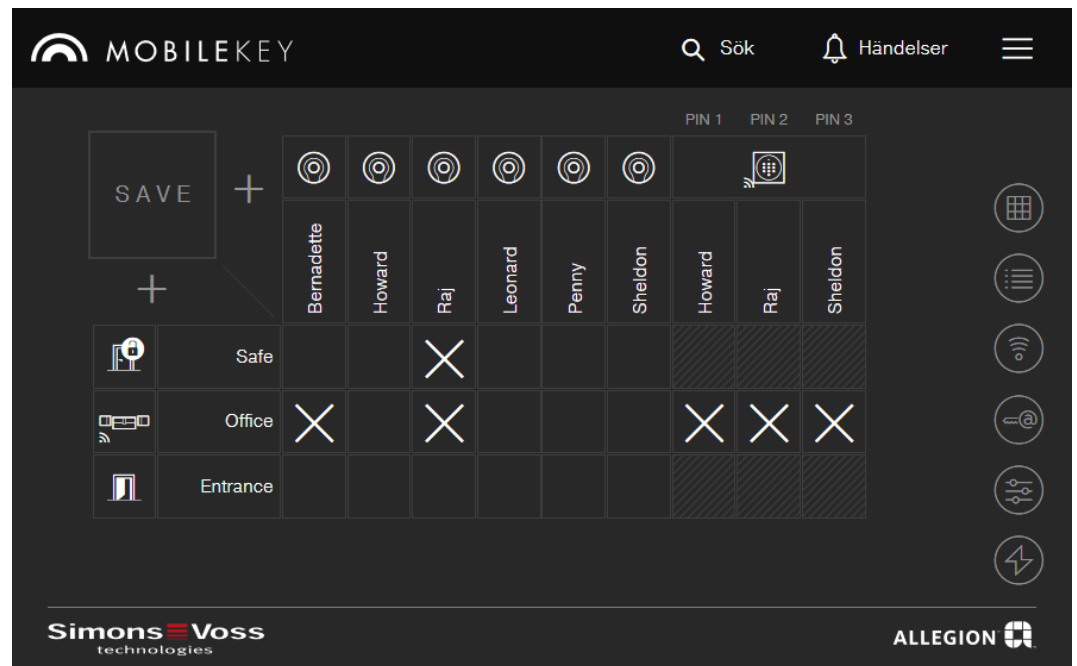 MOBILEKEY
Sök
Händelser
PIN 1 PIN 2 PIN 3
SAVE
Bernadette
Howard
Raj
Leonard
Penny
Sheldon
Howard
Raj
Sheldon
Safe
Office
Entrance
Simons Voss
technologies
ALLEGION